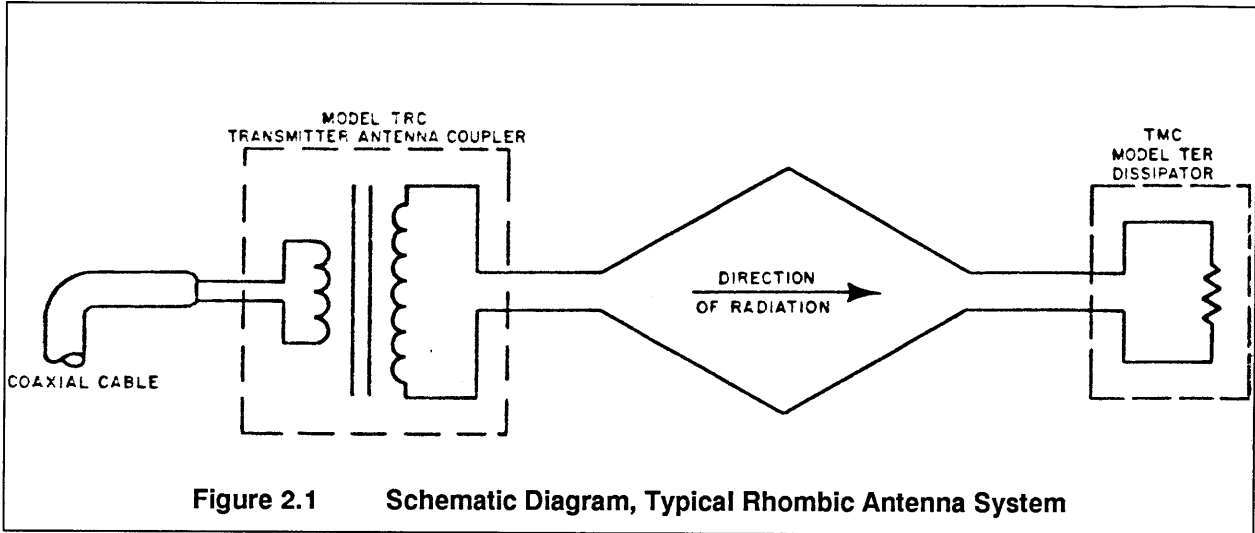 MODEL TRC
TRANSMITTER ANTENNA COUPLER
TMC
MODEL TER
DISSIPATOR
DIRECTION
OF RADIATION
COAXIAL CABLE
Figure 2.1 Schematic Diagram, Typical Rhombic Antenna System